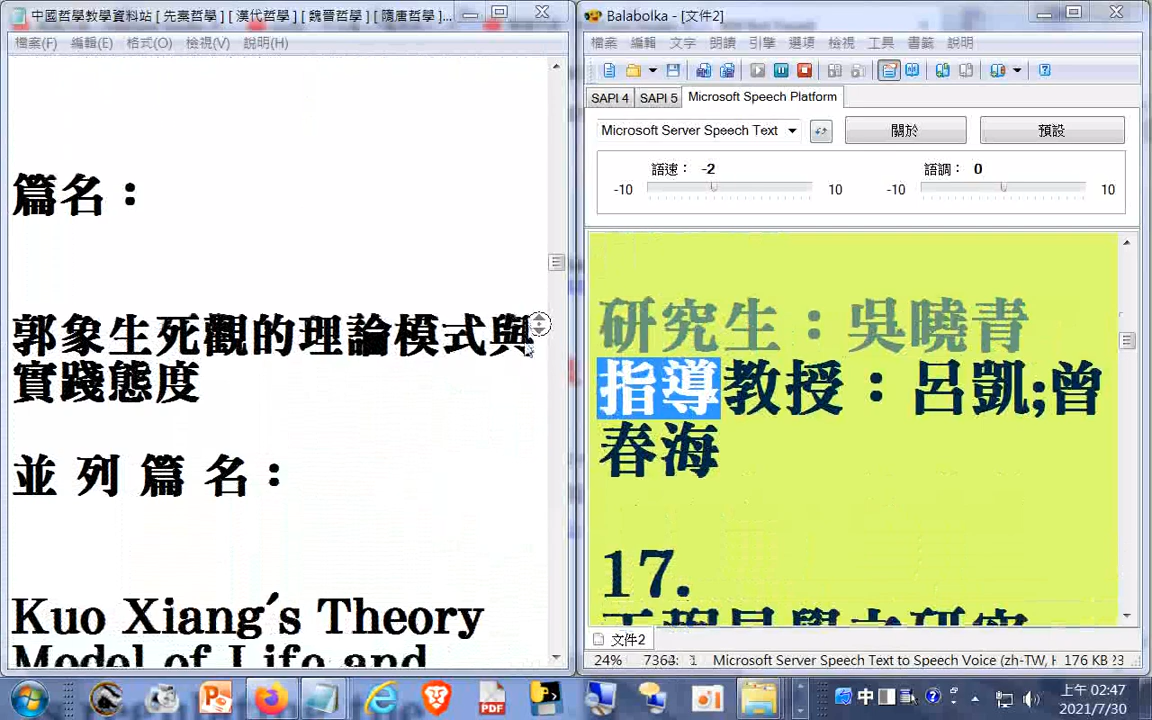 中國哲學教學資料站 [ 先秦哲學 ] [ 漢代哲學 ] [ 魏晉哲學 ] [ 隋唐哲學 ]...
檔案(F) 編輯(E) 格式(O) 檢視(V) 說明(H)
篇名：
郭象生死觀的理論模式與
實踐態度
並 列 篇 名：
Kuo Xiang's Theory
Model of Life and
Balabolka - [文件2]
檔案 編輯 文字 朗讀 引擎 選項 檢視 工具 書籤 說明
SAPI 4 SAPI 5 Microsoft Speech Platform
Microsoft Server Speech Text 關於 預設
語速： -2 語調： 0
-10 10 -10 10
研究生：吳曉青
指導教授：呂凱;曾
春海
17.
文件2
24% 7364: 1 Microsoft Server Speech Text to Speech Voice (zh-TW, H 176 KB
PDF
中
上午 02:47
2021/7/30